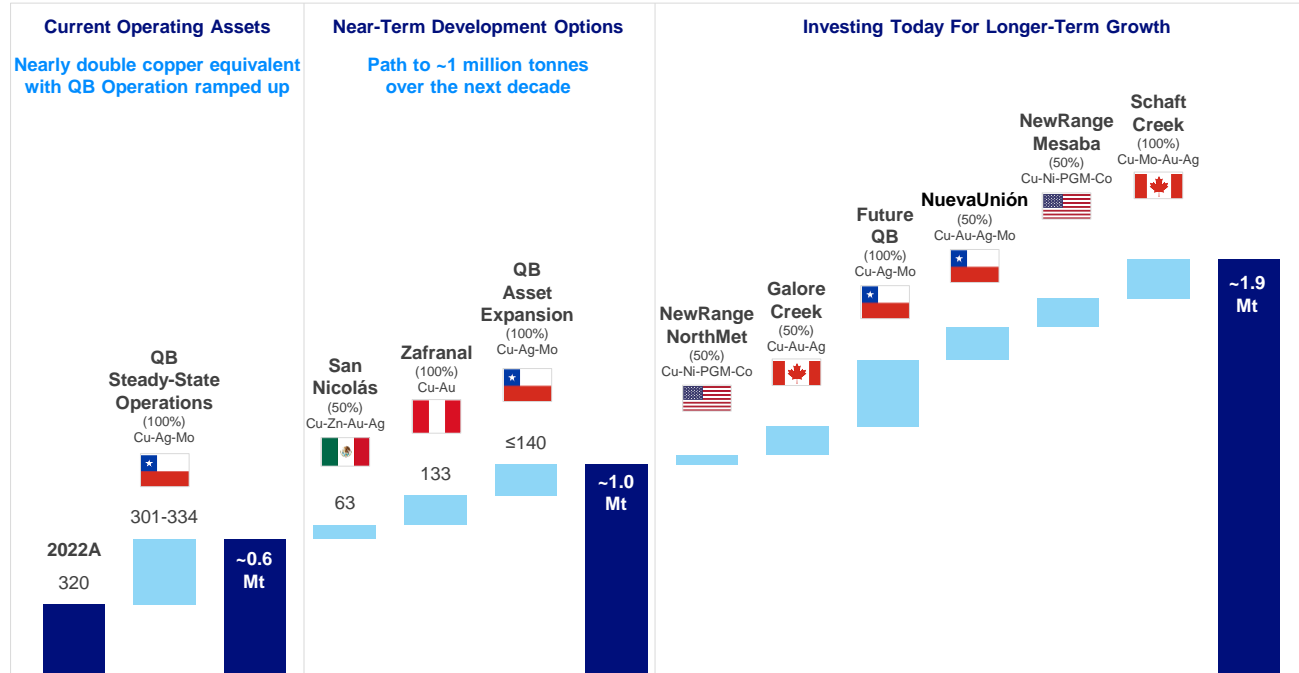 Current Operating Assets
Nearly double copper equivalent
with QB Operation ramped up
2022A
320
QB
Steady-State
Operations
(100%)
Cu-Ag-Mo
301-334
~0.6
Mt
Near-Term Development Options
Path to ~1 million tonnes
over the next decade
San
Nicolás
(50%)
Cu-Zn-Au-Ag
63
Zafranal
(100%)
Cu-Au
133
QB
Asset
Expansion
(100%)
Cu-Ag-Mo
≤140
~1.0
Mt
Investing Today For Longer-Term Growth
NewRange
NorthMet
(50%)
Cu-Ni-PGM-Co
Galore
Creek
(50%)
Cu-Au-Ag
Future
QB
(100%)
Cu-Ag-Mo
NuevaUnión
(50%)
Cu-Au-Ag-Mo
NewRange
Mesaba
(50%)
Cu-Ni-PGM-Co
Schaft
Creek
(100%)
Cu-Mo-Au-Ag
~1.9
Mt